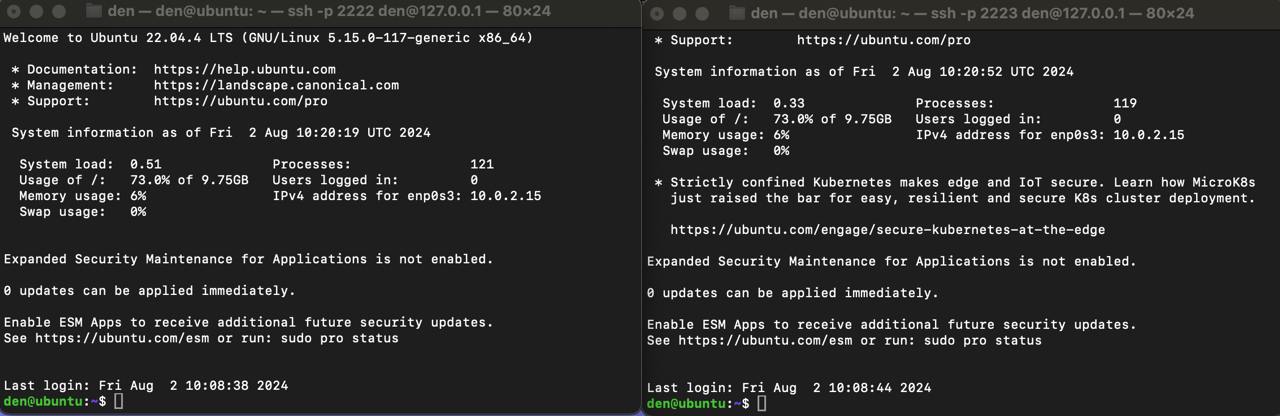 den — den@ubuntu: ~ — ssh -p 2222 den@127.0.0.1 — 80×24
Welcome to Ubuntu 22.04.4 LTS (GNU/Linux 5.15.0-117-generic x86_64)
* Documentation:  https://help.ubuntu.com
* Management:     https://landscape.canonical.com
* Support:        https://ubuntu.com/pro
System information as of Fri  2 Aug 10:20:19 UTC 2024
System load:  0.51              Processes:               121
Usage of /:   73.0% of 9.75GB   Users logged in:         0
Memory usage: 6%                IPv4 address for enp0s3: 10.0.2.15
Swap usage:   0%
Expanded Security Maintenance for Applications is not enabled.
0 updates can be applied immediately.
Enable ESM Apps to receive additional future security updates.
See https://ubuntu.com/esm or run: sudo pro status
Last login: Fri Aug  2 10:08:38 2024
den@ubuntu:~$
den — den@ubuntu: ~ — ssh -p 2223 den@127.0.0.1 — 80×24
* Support:        https://ubuntu.com/pro
System information as of Fri  2 Aug 10:20:52 UTC 2024
System load:  0.33              Processes:               119
Usage of /:   73.0% of 9.75GB   Users logged in:         0
Memory usage: 6%                IPv4 address for enp0s3: 10.0.2.15
Swap usage:   0%
* Strictly confined Kubernetes makes edge and IoT secure. Learn how MicroK8s
just raised the bar for easy, resilient and secure K8s cluster deployment.
https://ubuntu.com/engage/secure-kubernetes-at-the-edge
Expanded Security Maintenance for Applications is not enabled.
0 updates can be applied immediately.
Enable ESM Apps to receive additional future security updates.
See https://ubuntu.com/esm or run: sudo pro status
Last login: Fri Aug  2 10:08:44 2024
den@ubuntu:~$